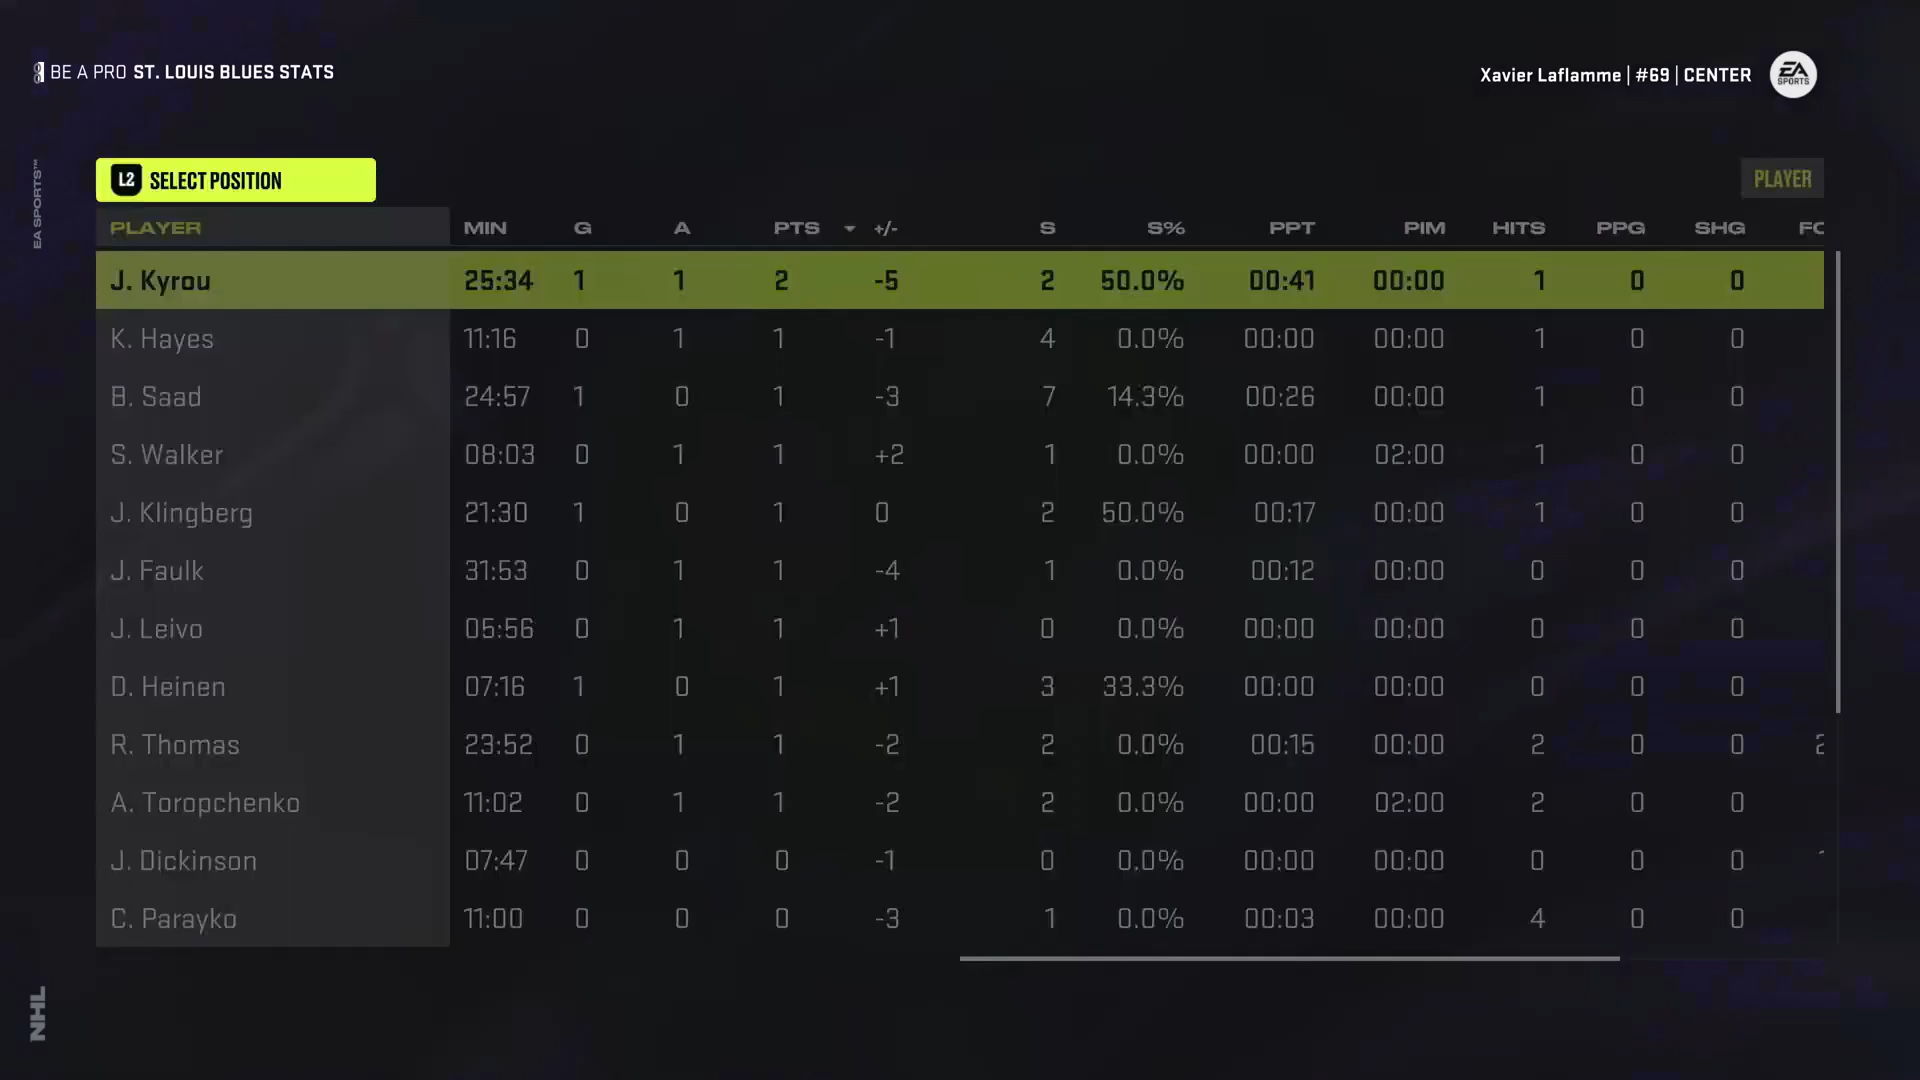 BE A PRO ST. LOUIS BLUES STATS
Xavier Laflamme | #69 | CENTER
EA SPORTS
EA SPORTS™
L2 SELECT POSITION
PLAYER
PLAYER MIN G A PTS +/- S S% PPT PIM HITS PPG SHG
J. Kyrou 25:34 1 1 2 -5 2 50.0% 00:41 00:00 1 0 0
K. Hayes 11:16 0 1 1 -1 4 0.0% 00:00 00:00 1 0 0
B. Saad 24:57 1 0 1 -3 7 14.3% 00:26 00:00 1 0 0
S. Walker 08:03 0 1 1 +2 1 0.0% 00:00 02:00 1 0 0
J. Klingberg 21:30 1 0 1 0 2 50.0% 00:17 00:00 1 0 0
J. Faulk 31:53 0 1 1 -4 1 0.0% 00:12 00:00 0 0 0
J. Leivo 05:56 0 1 1 +1 0 0.0% 00:00 00:00 0 0 0
D. Heinen 07:16 1 0 1 +1 3 33.3% 00:00 00:00 0 0 0
R. Thomas 23:52 0 1 1 -2 2 0.0% 00:15 00:00 2 0 0
A. Toropchenko 11:02 0 1 1 -2 2 0.0% 00:00 02:00 2 0 0
J. Dickinson 07:47 0 0 0 -1 0 0.0% 00:00 00:00 0 0 0
C. Parayko 11:00 0 0 0 -3 1 0.0% 00:03 00:00 4 0 0
NHL